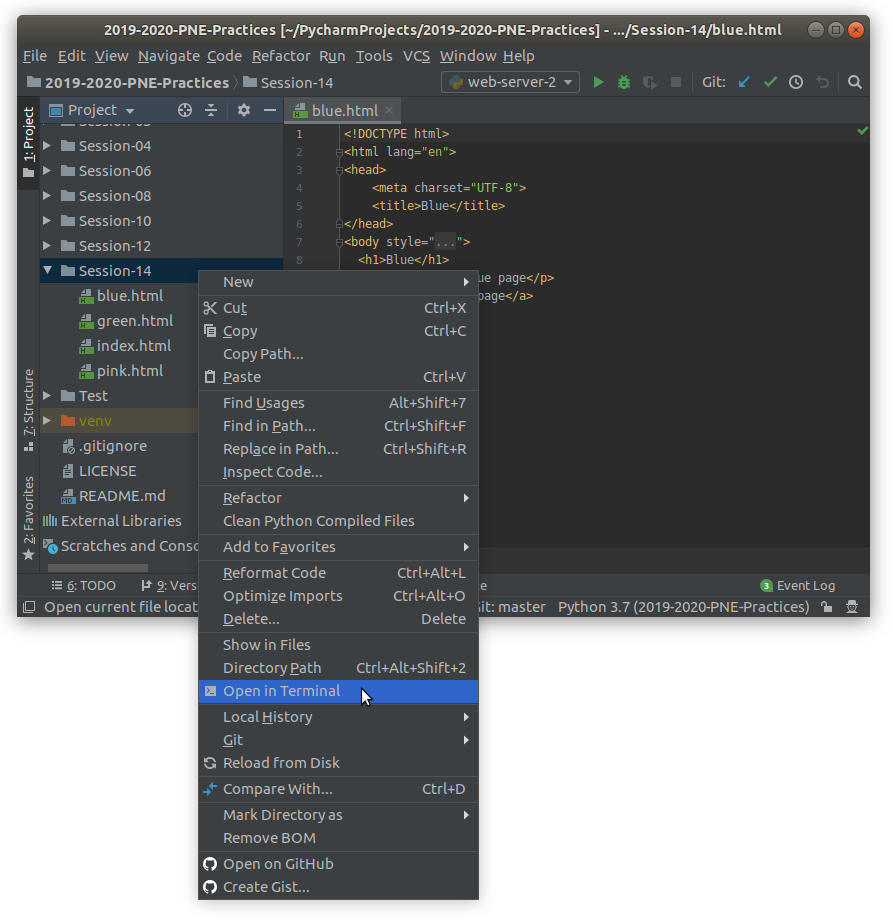 2019-2020-PNE-Practices [~/PycharmProjects/2019-2020-PNE-Practices] - .../Session-14/blue.html
File Edit View Navigate Code Refactor Run Tools VCS Window Help
2019-2020-PNE-Practices Session-14 web-server-2 Git:
1: Project
Project
blue.html
Session-04
Session-06
Session-08
Session-10
Session-12
Session-14
blue.html
green.html
index.html
pink.html
Test
venv
.gitignore
LICENSE
README.md
External Libraries
Scratches and Conso
7: Structure
2: Favorites
1 <!DOCTYPE html>
2 <html lang="en">
3 <head>
4 <meta charset="UTF-8">
5 <title>Blue</title>
6 </head>
7 <body style="...">
8 <h1>Blue</h1>
ue page</p>
page</a>
New
Cut Ctrl+X
Copy Ctrl+C
Copy Path...
Paste Ctrl+V
Find Usages Alt+Shift+7
Find in Path... Ctrl+Shift+F
Replace in Path... Ctrl+Shift+R
Inspect Code...
Refactor
Clean Python Compiled Files
Add to Favorites
Reformat Code Ctrl+Alt+L
Optimize Imports Ctrl+Alt+O
Delete... Delete
Show in Files
Directory Path Ctrl+Alt+Shift+2
Open in Terminal
Local History
Git
Reload from Disk
Compare With... Ctrl+D
Mark Directory as
Remove BOM
Open on GitHub
Create Gist...
6: TODO 9: Vers e 3 Event Log
Open current file locat Git: master Python 3.7 (2019-2020-PNE-Practices)